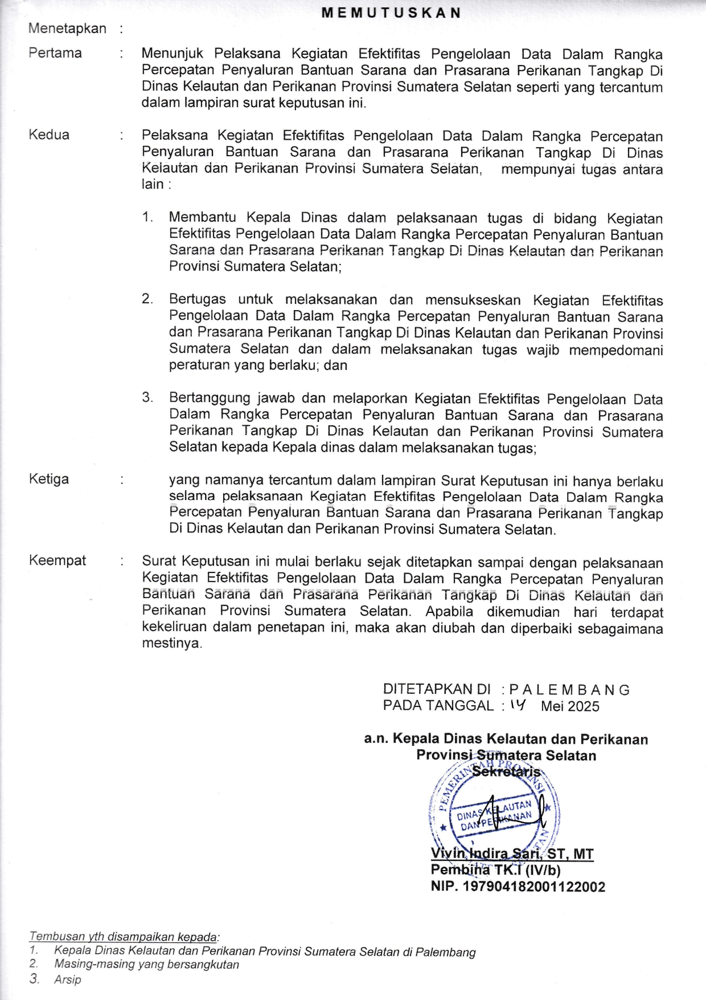 MEMUTUSKAN
Menetapkan :
Pertama : Menunjuk Pelaksana Kegiatan Efektifitas Pengelolaan Data Dalam Rangka
Percepatan Penyaluran Bantuan Sarana dan Prasarana Perikanan Tangkap Di
Dinas Kelautan dan Perikanan Provinsi Sumatera Selatan seperti yang tercantum
dalam lampiran surat keputusan ini.
Kedua : Pelaksana Kegiatan Efektifitas Pengelolaan Data Dalam Rangka Percepatan
Penyaluran Bantuan Sarana dan Prasarana Perikanan Tangkap Di Dinas
Kelautan dan Perikanan Provinsi Sumatera Selatan, mempunyai tugas antara
lain :
1. Membantu Kepala Dinas dalam pelaksanaan tugas di bidang Kegiatan
Efektifitas Pengelolaan Data Dalam Rangka Percepatan Penyaluran Bantuan
Sarana dan Prasarana Perikanan Tangkap Di Dinas Kelautan dan Perikanan
Provinsi Sumatera Selatan;
2. Bertugas untuk melaksanakan dan mensukseskan Kegiatan Efektifitas
Pengelolaan Data Dalam Rangka Percepatan Penyaluran Bantuan Sarana
dan Prasarana Perikanan Tangkap Di Dinas Kelautan dan Perikanan Provinsi
Sumatera Selatan dan dalam melaksanakan tugas wajib mempedomani
peraturan yang berlaku; dan
3. Bertanggung jawab dan melaporkan Kegiatan Efektifitas Pengelolaan Data
Dalam Rangka Percepatan Penyaluran Bantuan Sarana dan Prasarana
Perikanan Tangkap Di Dinas Kelautan dan Perikanan Provinsi Sumatera
Selatan kepada Kepala dinas dalam melaksanakan tugas;
Ketiga : yang namanya tercantum dalam lampiran Surat Keputusan ini hanya berlaku
selama pelaksanaan Kegiatan Efektifitas Pengelolaan Data Dalam Rangka
Percepatan Penyaluran Bantuan Sarana dan Prasarana Perikanan Tangkap
Di Dinas Kelautan dan Perikanan Provinsi Sumatera Selatan.
Keempat : Surat Keputusan ini mulai berlaku sejak ditetapkan sampai dengan pelaksanaan
Kegiatan Efektifitas Pengelolaan Data Dalam Rangka Percepatan Penyaluran
Bantuan Sarana dan Prasarana Perikanan Tangkap Di Dinas Kelautan dan
Perikanan Provinsi Sumatera Selatan. Apabila dikemudian hari terdapat
kekeliruan dalam penetapan ini, maka akan diubah dan diperbaiki sebagaimana
mestinya.
DITETAPKAN DI : PALEMBANG
PADA TANGGAL : 14 Mei 2025
a.n. Kepala Dinas Kelautan dan Perikanan
Provinsi Sumatera Selatan
Sekretaris
PEMERINTAH PROVINSI
DINAS KELAUTAN
DAN PERIKANAN
Vivin Indira Sari, ST, MT
Pembina TK.I (IV/b)
NIP. 197904182001122002
Tembusan yth disampaikan kepada:
1. Kepala Dinas Kelautan dan Perikanan Provinsi Sumatera Selatan di Palembang
2. Masing-masing yang bersangkutan
3. Arsip